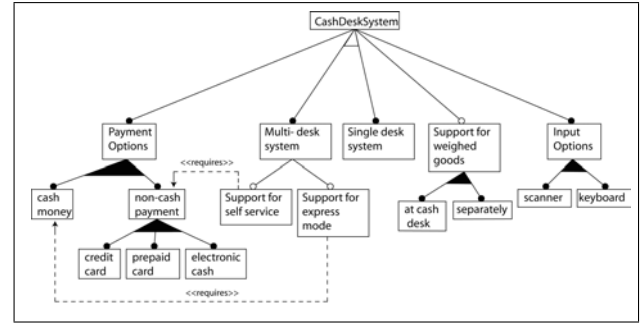 CashDeskSystem
Payment
Options
Multi- desk
system
Single desk
system
Support for
weighed
goods
Input
Options
<<requires>>
cash
money
non-cash
payment
Support for
self service
Support for
express
mode
at cash
desk
separately
scanner
keyboard
credit
card
prepaid
card
electronic
cash
<<requires>>